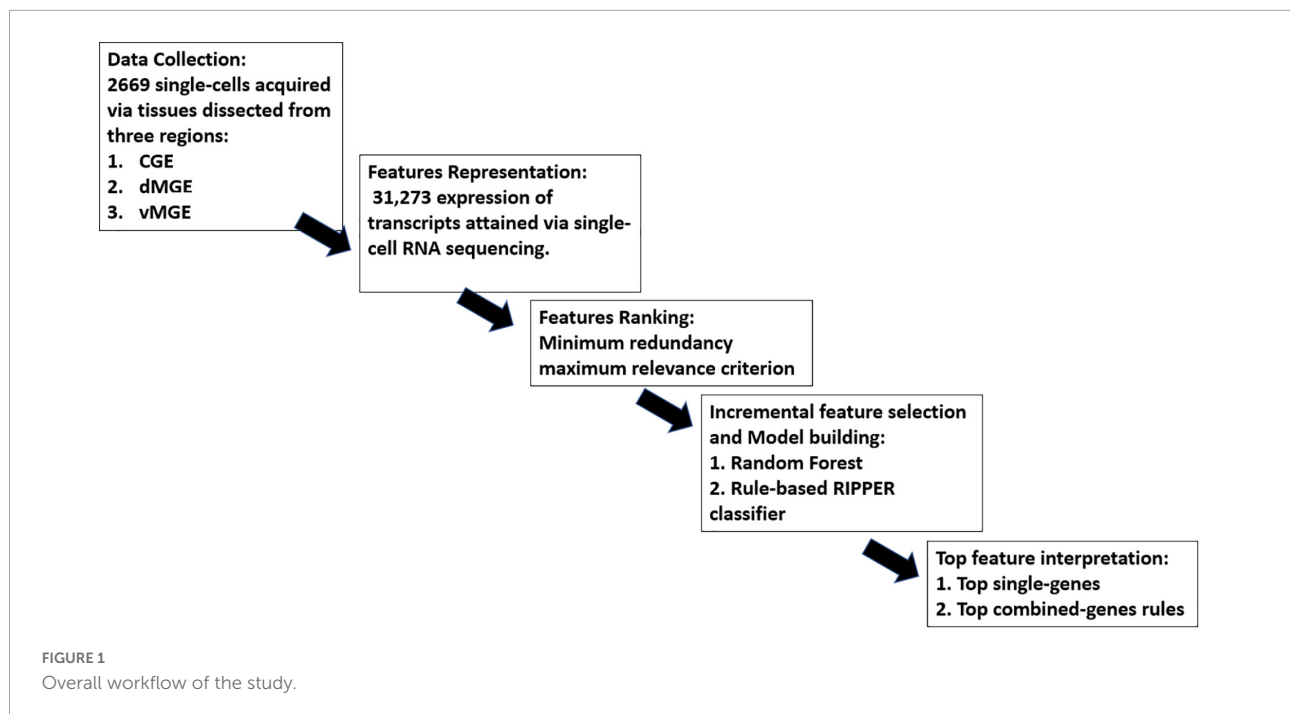 Data Collection:
2669 single-cells acquired
via tissues dissected from
three regions:
1. CGE
2. dMGE
3. vMGE
Features Representation:
31,273 expression of
transcripts attained via single-
cell RNA sequencing.
Features Ranking:
Minimum redundancy
maximum relevance criterion
Incremental feature selection
and Model building:
1. Random Forest
2. Rule-based RIPPER
classifier
Top feature interpretation:
1. Top single-genes
2. Top combined-genes rules
FIGURE 1
Overall workflow of the study.